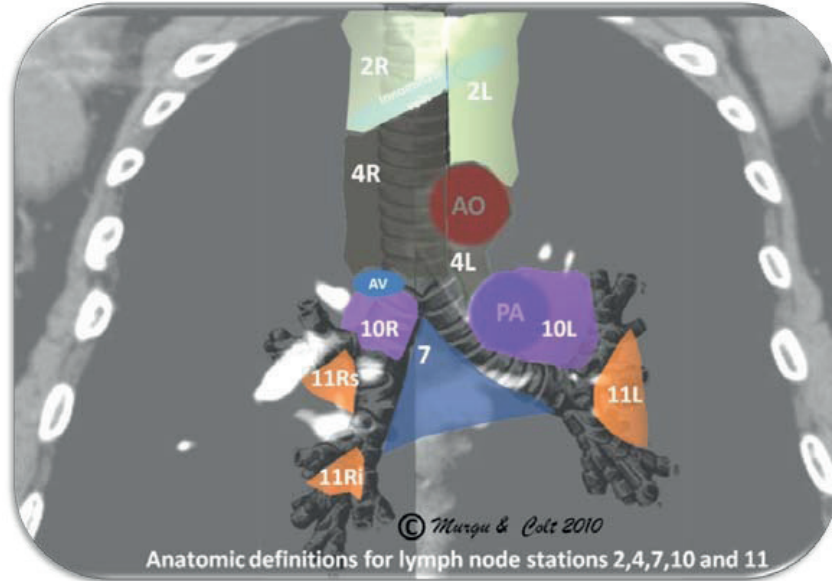 2R
Innominate
2L
4R
AO
4L
AV
PA
10R
10L
7
11Rs
11L
11Ri
© Murgu & Colt 2010
Anatomic definitions for lymph node stations 2,4,7,10 and 11